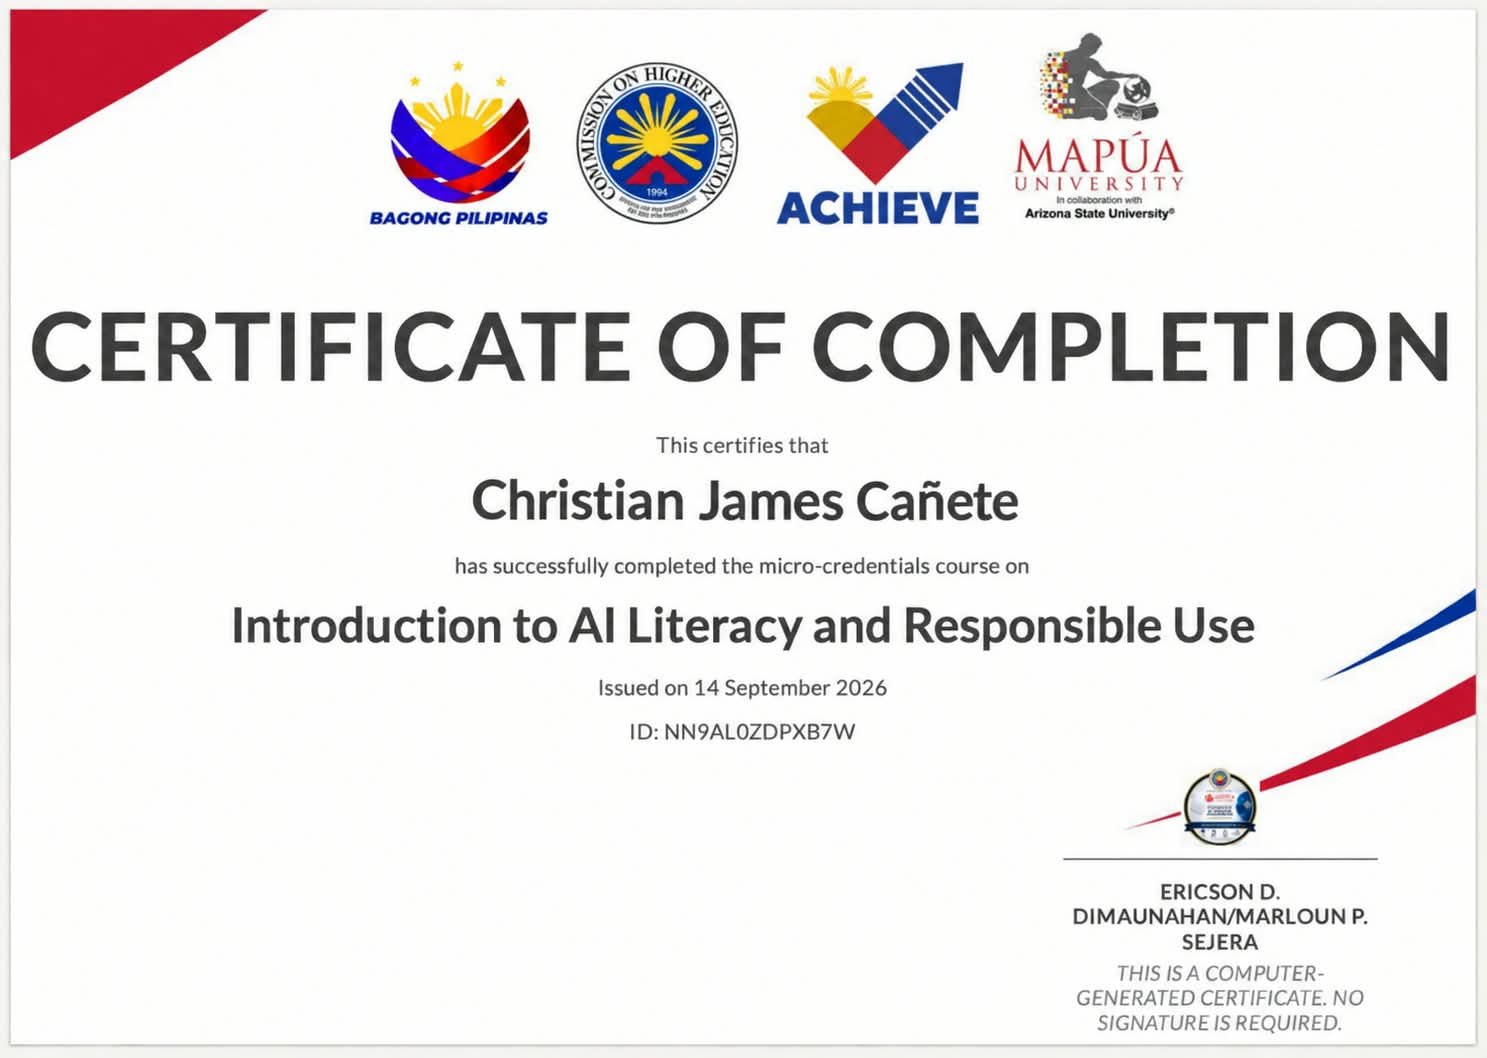 BAGONG PILIPINAS
COMMISSION ON HIGHER EDUCATION
1994
ACHIEVE
MAPÚA
UNIVERSITY
In collaboration with
Arizona State University®
CERTIFICATE OF COMPLETION
This certifies that
Christian James Cañete
has successfully completed the micro-credentials course on
Introduction to AI Literacy and Responsible Use
Issued on 14 September 2026
ID: NN9AL0ZDPXB7W
ERICSON D.
DIMAUNAHAN/MARLOUN P.
SEJERA
THIS IS A COMPUTER-
GENERATED CERTIFICATE. NO
SIGNATURE IS REQUIRED.